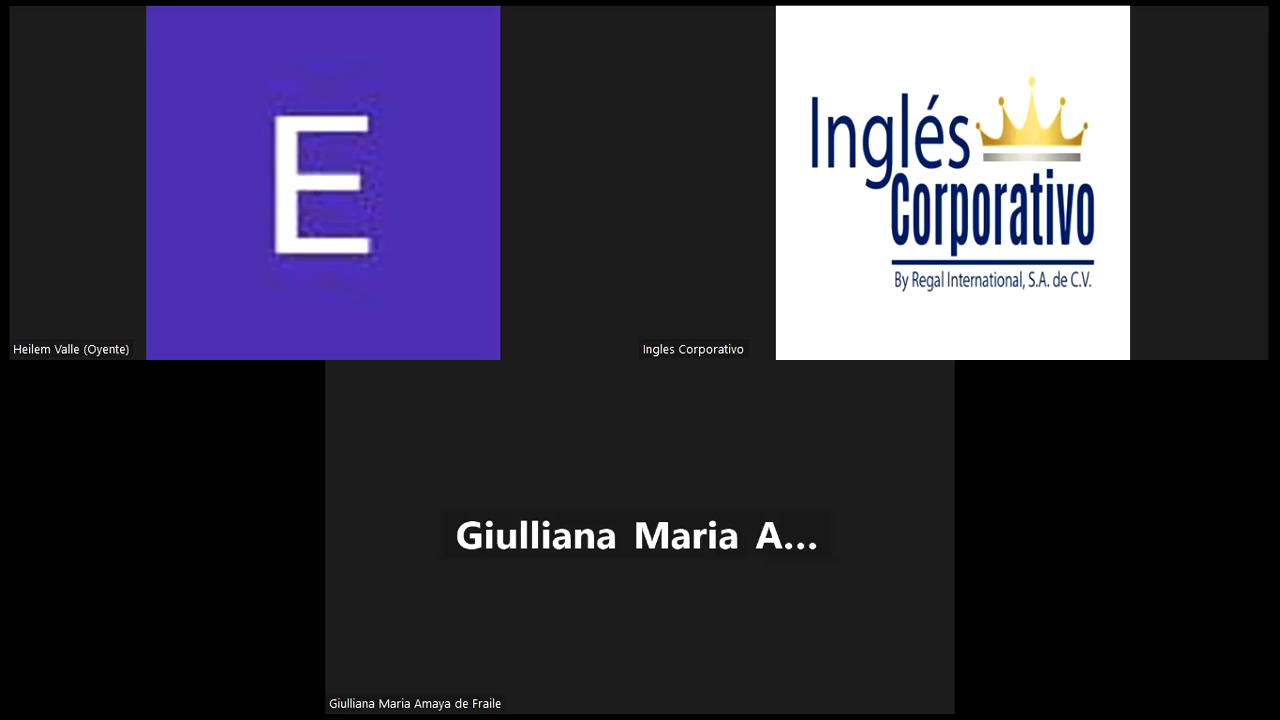 E
Inglés
Corporativo
By Regal International, S.A. de C.V.
Heilem Valle (Oyente)
Ingles Corporativo
Giulliana Maria A...
Giulliana Maria Amaya de Fraile